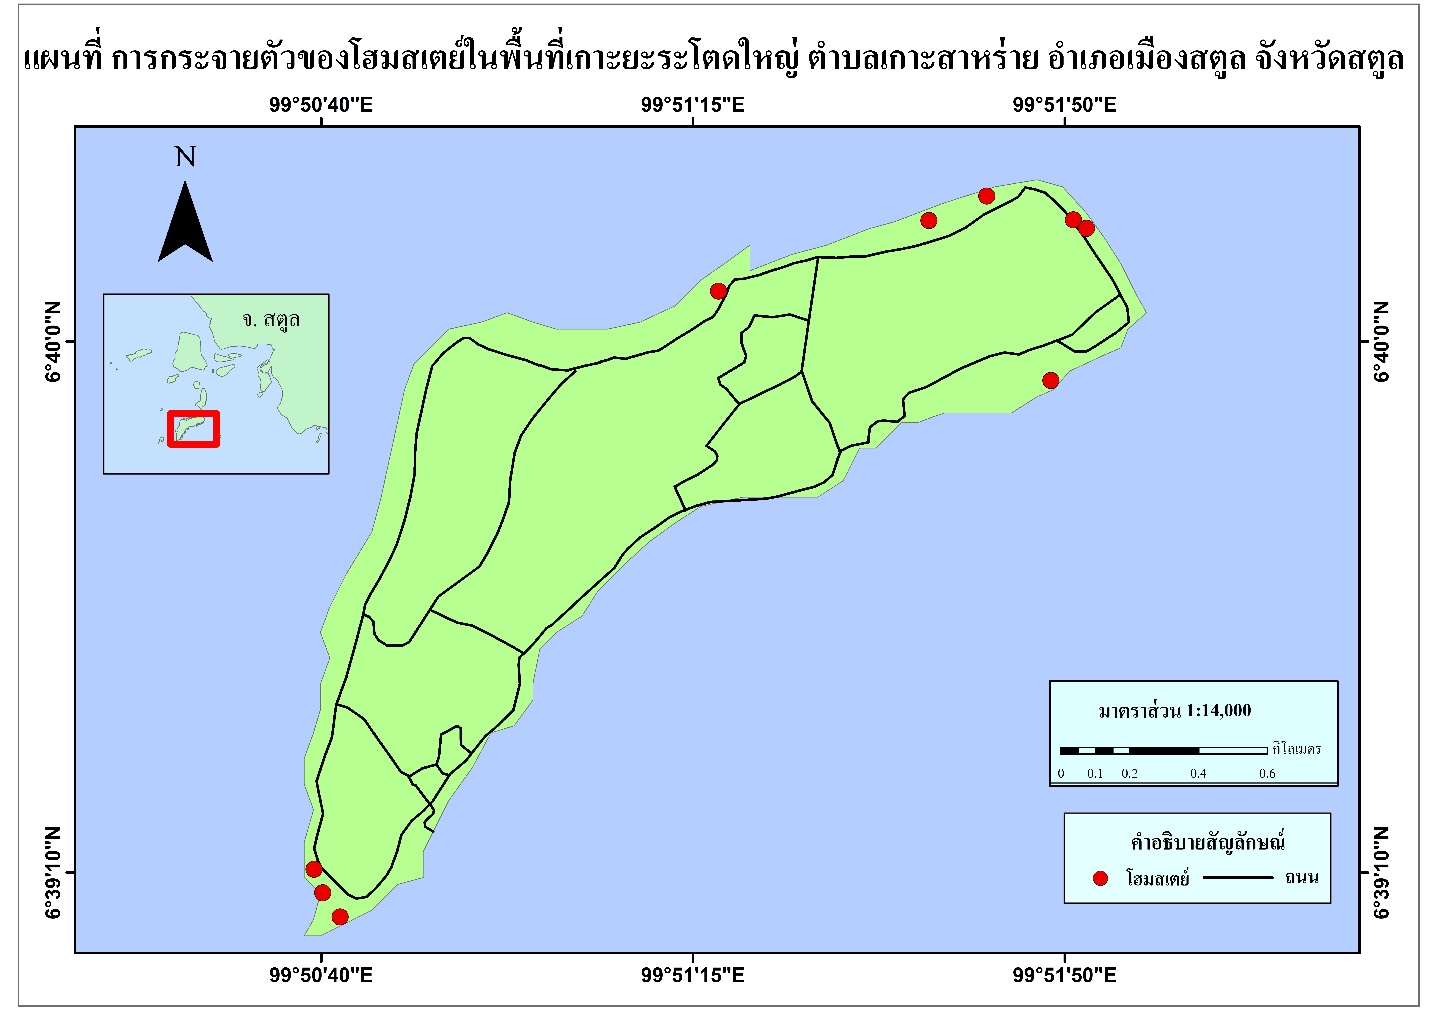 แผนที่ การกระจายตัวของโฮมสเตย์ในพื้นที่เกาะยะระโตดใหญ่ ตำบลเกาะสาหร่าย อำเภอเมืองสตูล จังหวัดสตูล
99°50'40"E 99°51'15"E 99°51'50"E
N
จ. สตูล
6°40'0"N 6°40'0"N
มาตราส่วน 1:14,000
กิโลเมตร
0 0.1 0.2 0.4 0.6
คำอธิบายสัญลักษณ์
โฮมสเตย์ ถนน
6°39'10"N 6°39'10"N
99°50'40"E 99°51'15"E 99°51'50"E